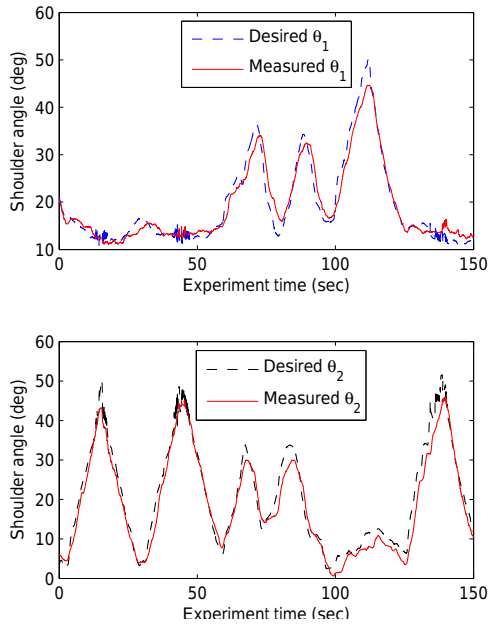 60
50
40
30
20
10
Shoulder angle (deg)
Desired θ1
Measured θ1
0 50 100 150
Experiment time (sec)
60
50
40
30
20
10
0
Shoulder angle (deg)
Desired θ2
Measured θ2
0 50 100 150
Experiment time (sec)